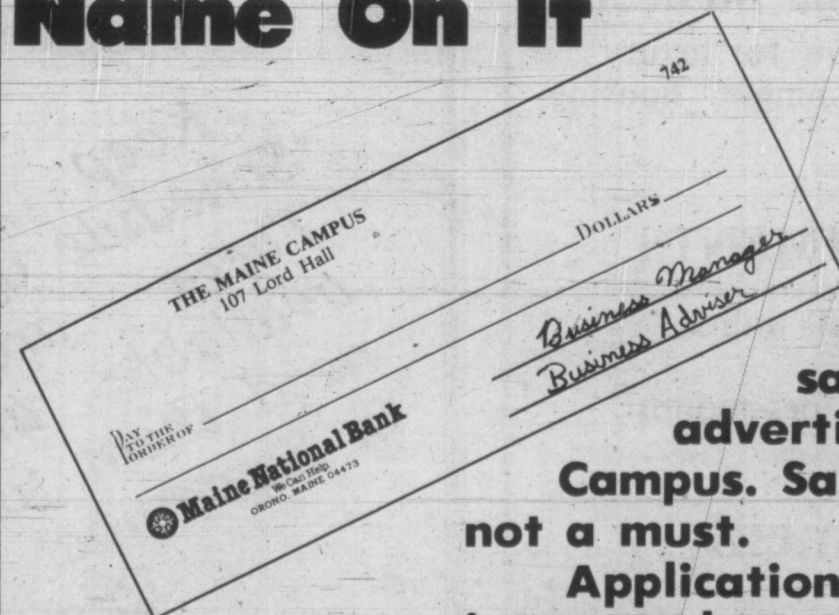 Name On It
742
THE MAINE CAMPUS
107 Lord Hall
DOLLARS
PAY
TO THE
ORDER OF
Business Manager
Business Adviser
Maine National Bank
We Can Help
ORONO, MAINE 04473
sa
adverti
Campus. Sa
not a must.
Application